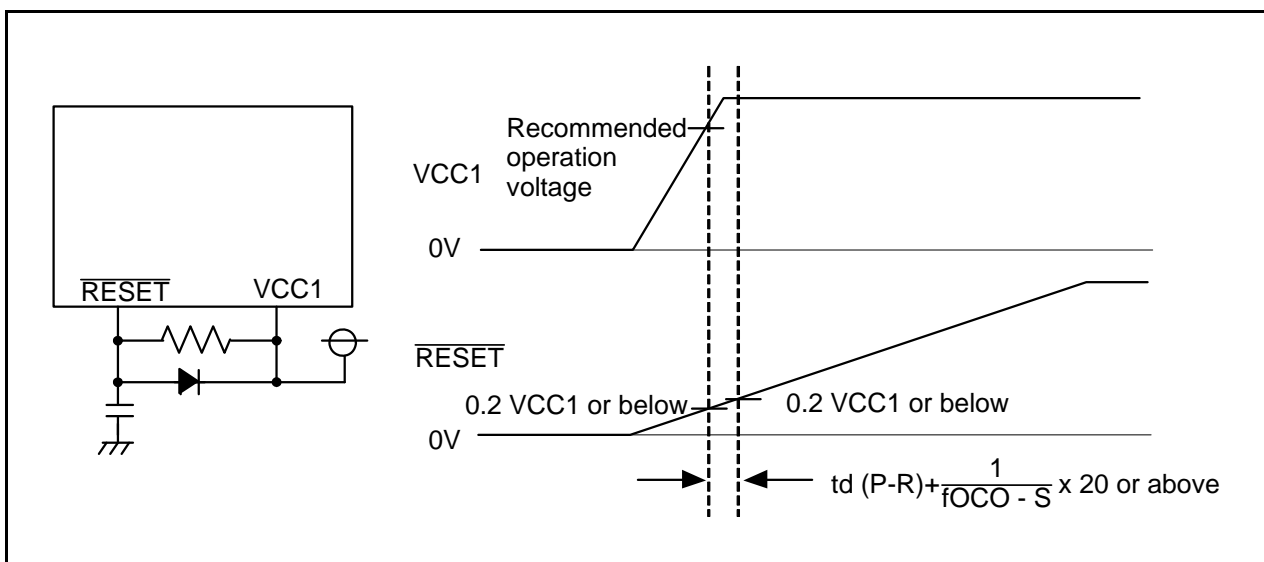 RESET
VCC1
VCC1
Recommended
operation
voltage
0V
RESET
0.2 VCC1 or below
0.2 VCC1 or below
0V
td (P-R)+ 1/fOCO - S x 20 or above